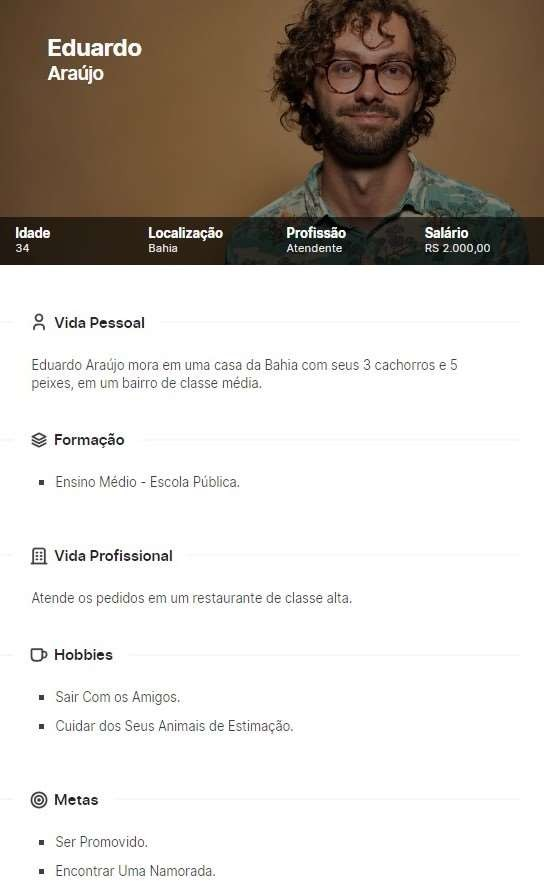 Eduardo
Araújo
Idade
34
Localização
Bahia
Profissão
Atendente
Salário
R$ 2.000,00
Vida Pessoal
Eduardo Araújo mora em uma casa da Bahia com seus 3 cachorros e 5
peixes, em um bairro de classe média.
Formação
Ensino Médio - Escola Pública.
Vida Profissional
Atende os pedidos em um restaurante de classe alta.
Hobbies
Sair Com os Amigos.
Cuidar dos Seus Animais de Estimação.
Metas
Ser Promovido.
Encontrar Uma Namorada.